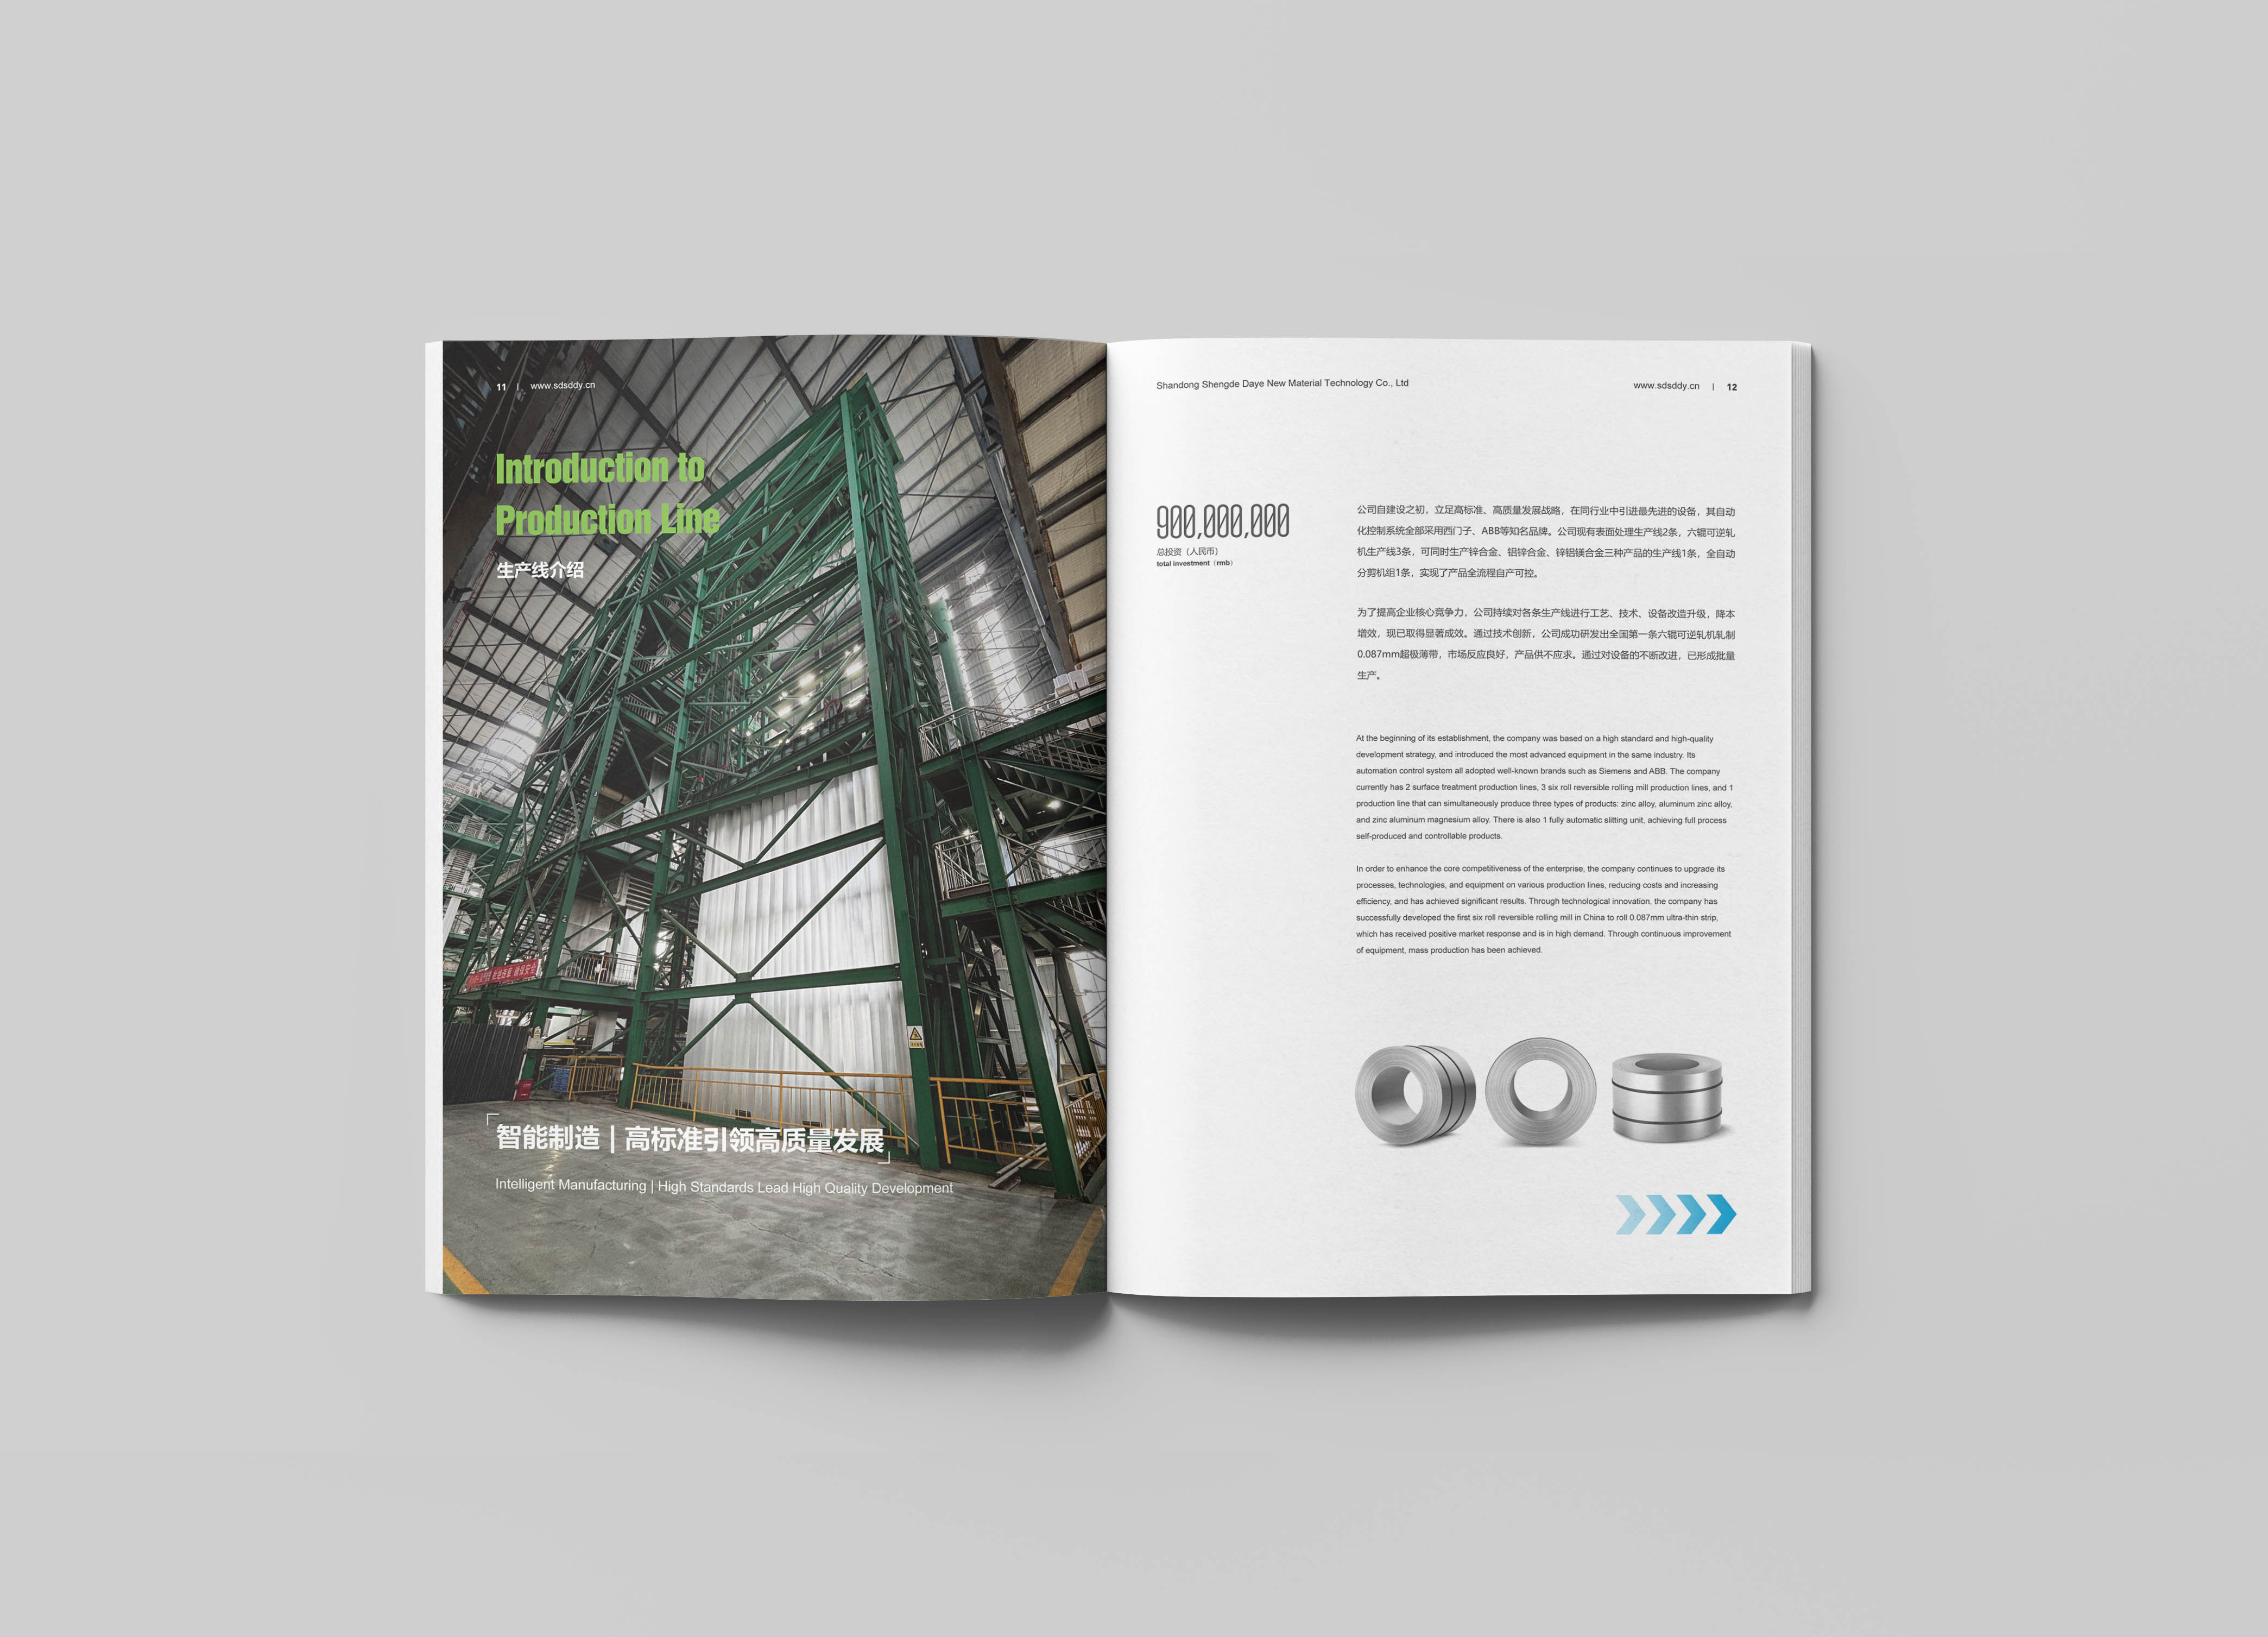 11 | www.sdsddy.cn
Introduction to
Production Line
生产线介绍
智能制造 | 高标准引领高质量发展
Intelligent Manufacturing | High Standards Lead High Quality Development
Shandong Shengde Daye New Material Technology Co., Ltd
www.sdsddy.cn | 12
900,000,000
总投资（人民币）
total investment（rmb）
公司自建设之初，立足高标准、高质量发展战略，在同行业中引进最先进的设备，其自动
化控制系统全部采用西门子、ABB等知名品牌。公司现有表面处理生产线2条，六辊可逆轧
机生产线3条，可同时生产锌合金、铝锌合金、锌铝镁合金三种产品的生产线1条，全自动
分剪机组1条，实现了产品全流程自产可控。
为了提高企业核心竞争力，公司持续对各条生产线进行工艺、技术、设备改造升级，降本
增效，现已取得显著成效。通过技术创新，公司成功研发出全国第一条六辊可逆轧机轧制
0.087mm超极薄带，市场反应良好，产品供不应求。通过对设备的不断改进，已形成批量
生产。
At the beginning of its establishment, the company was based on a high standard and high-quality
development strategy, and introduced the most advanced equipment in the same industry. Its
automation control system all adopted well-known brands such as Siemens and ABB. The company
currently has 2 surface treatment production lines, 3 six roll reversible rolling mill production lines, and 1
production line that can simultaneously produce three types of products: zinc alloy, aluminum zinc alloy,
and zinc aluminum magnesium alloy. There is also 1 fully automatic slitting unit, achieving full process
self-produced and controllable products.
In order to enhance the core competitiveness of the enterprise, the company continues to upgrade its
processes, technologies, and equipment on various production lines, reducing costs and increasing
efficiency, and has achieved significant results. Through technological innovation, the company has
successfully developed the first six roll reversible rolling mill in China to roll 0.087mm ultra-thin strip,
which has received positive market response and is in high demand. Through continuous improvement
of equipment, mass production has been achieved.